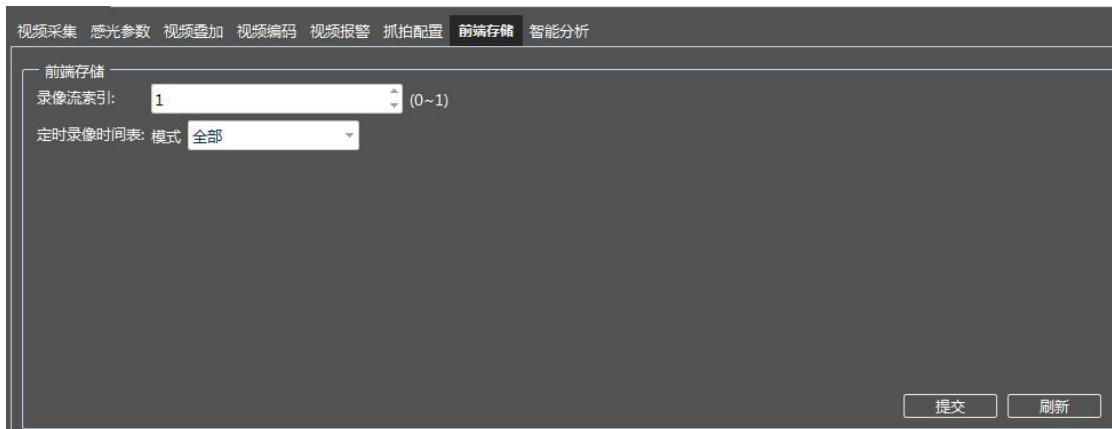 视频采集 感光参数 视频叠加 视频编码 视频报警 抓拍配置 前端存储 智能分析
前端存储
录像流索引: 1 (0~1)
定时录像时间表: 模式 全部
提交 刷新